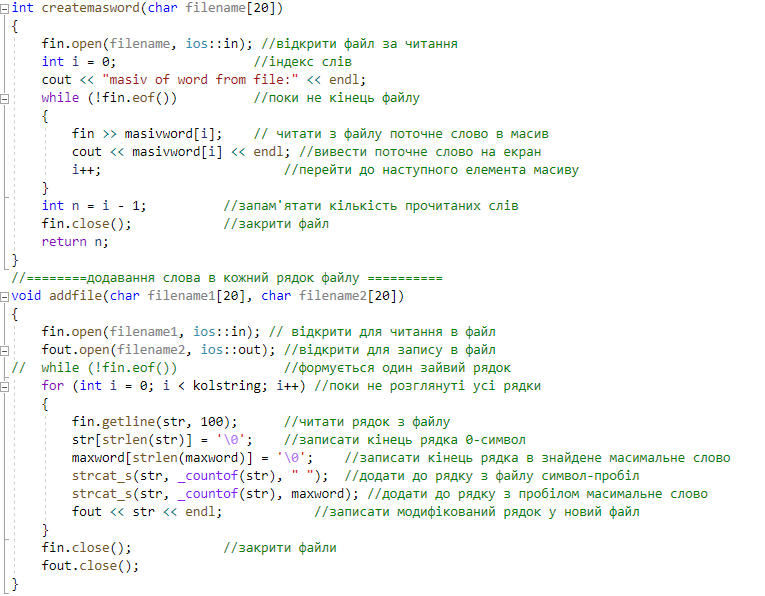 int createmasword(char filename[20])
{
fin.open(filename, ios::in); //відкрити файл за читання
int i = 0; //індекс слів
cout << "masiv of word from file:" << endl;
while (!fin.eof()) //поки не кінець файлу
{
fin >> masivword[i]; // читати з файлу поточне слово в масив
cout << masivword[i] << endl; //вивести поточне слово на екран
i++; //перейти до наступного елемента масиву
}
int n = i - 1; //запам'ятати кількість прочитаних слів
fin.close(); //закрити файл
return n;
}
//========додавання слова в кожний рядок файлу ==========
void addfile(char filename1[20], char filename2[20])
{
fin.open(filename1, ios::in); // відкрити для читання в файл
fout.open(filename2, ios::out); //відкрити для запису в файл
// while (!fin.eof()) //формується один зайвий рядок
for (int i = 0; i < kolstring; i++) //поки не розглянуті усі рядки
{
fin.getline(str, 100); //читати рядок з файлу
str[strlen(str)] = '\0'; //записати кінець рядка 0-символ
maxword[strlen(maxword)] = '\0'; //записати кінець рядка в знайдене масимальне слово
strcat_s(str, _countof(str), " "); //додати до рядку з файлу символ-пробіл
strcat_s(str, _countof(str), maxword); //додати до рядку з пробілом масимальне слово
fout << str << endl; //записати модифікований рядок у новий файл
}
fin.close(); //закрити файли
fout.close();
}